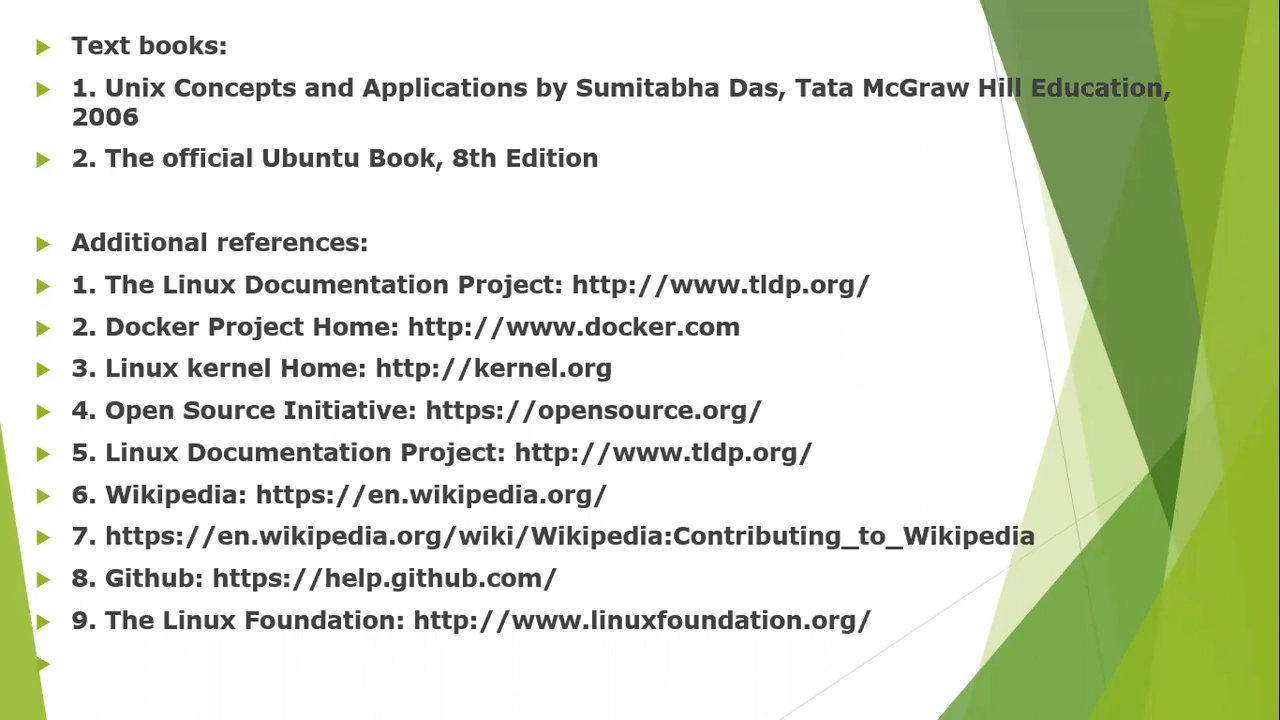 Text books:
1. Unix Concepts and Applications by Sumitabha Das, Tata McGraw Hill Education,
2006
2. The official Ubuntu Book, 8th Edition
Additional references:
1. The Linux Documentation Project: http://www.tldp.org/
2. Docker Project Home: http://www.docker.com
3. Linux kernel Home: http://kernel.org
4. Open Source Initiative: https://opensource.org/
5. Linux Documentation Project: http://www.tldp.org/
6. Wikipedia: https://en.wikipedia.org/
7. https://en.wikipedia.org/wiki/Wikipedia:Contributing_to_Wikipedia
8. Github: https://help.github.com/
9. The Linux Foundation: http://www.linuxfoundation.org/